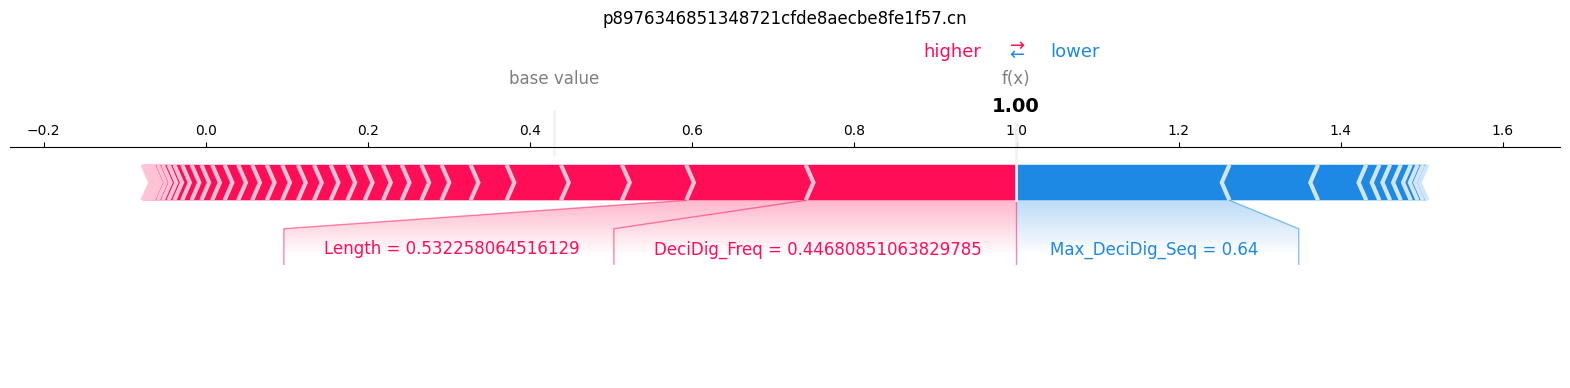 p8976346851348721cfde8aecbe8fe1f57.cn
higher ⇄ lower
base value f(x)
1.00
−0.2 0.0 0.2 0.4 0.6 0.8 1.0 1.2 1.4 1.6
Length = 0.532258064516129 DeciDig_Freq = 0.44680851063829785 Max_DeciDig_Seq = 0.64